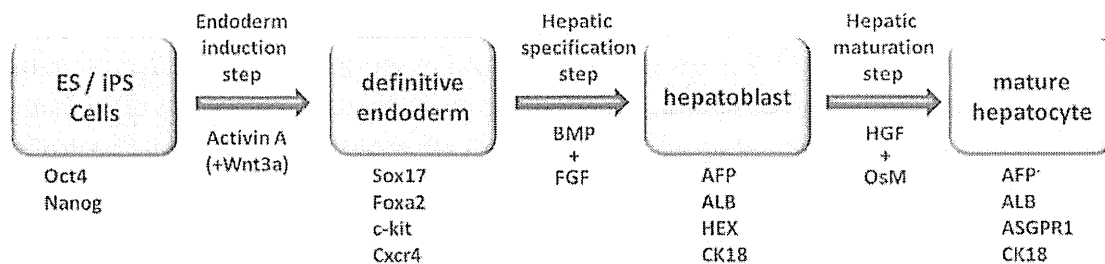 Endoderm
induction
step
Hepatic
specification
step
Hepatic
maturation
step
ES / iPS
Cells
definitive
endoderm
hepatoblast
mature
hepatocyte
Activin A
(+Wnt3a)
BMP
+
FGF
HGF
+
OsM
Oct4
Nanog
Sox17
Foxa2
c-kit
Cxcr4
AFP
ALB
HEX
CK18
AFP-
ALB
ASGPR1
CK18